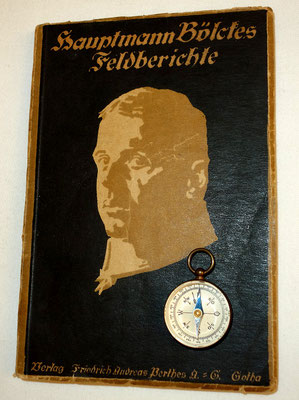 Hauptmann Bölckes
Feldberichte
Verlag Friedrich Andreas Perthes A.=G. Gotha